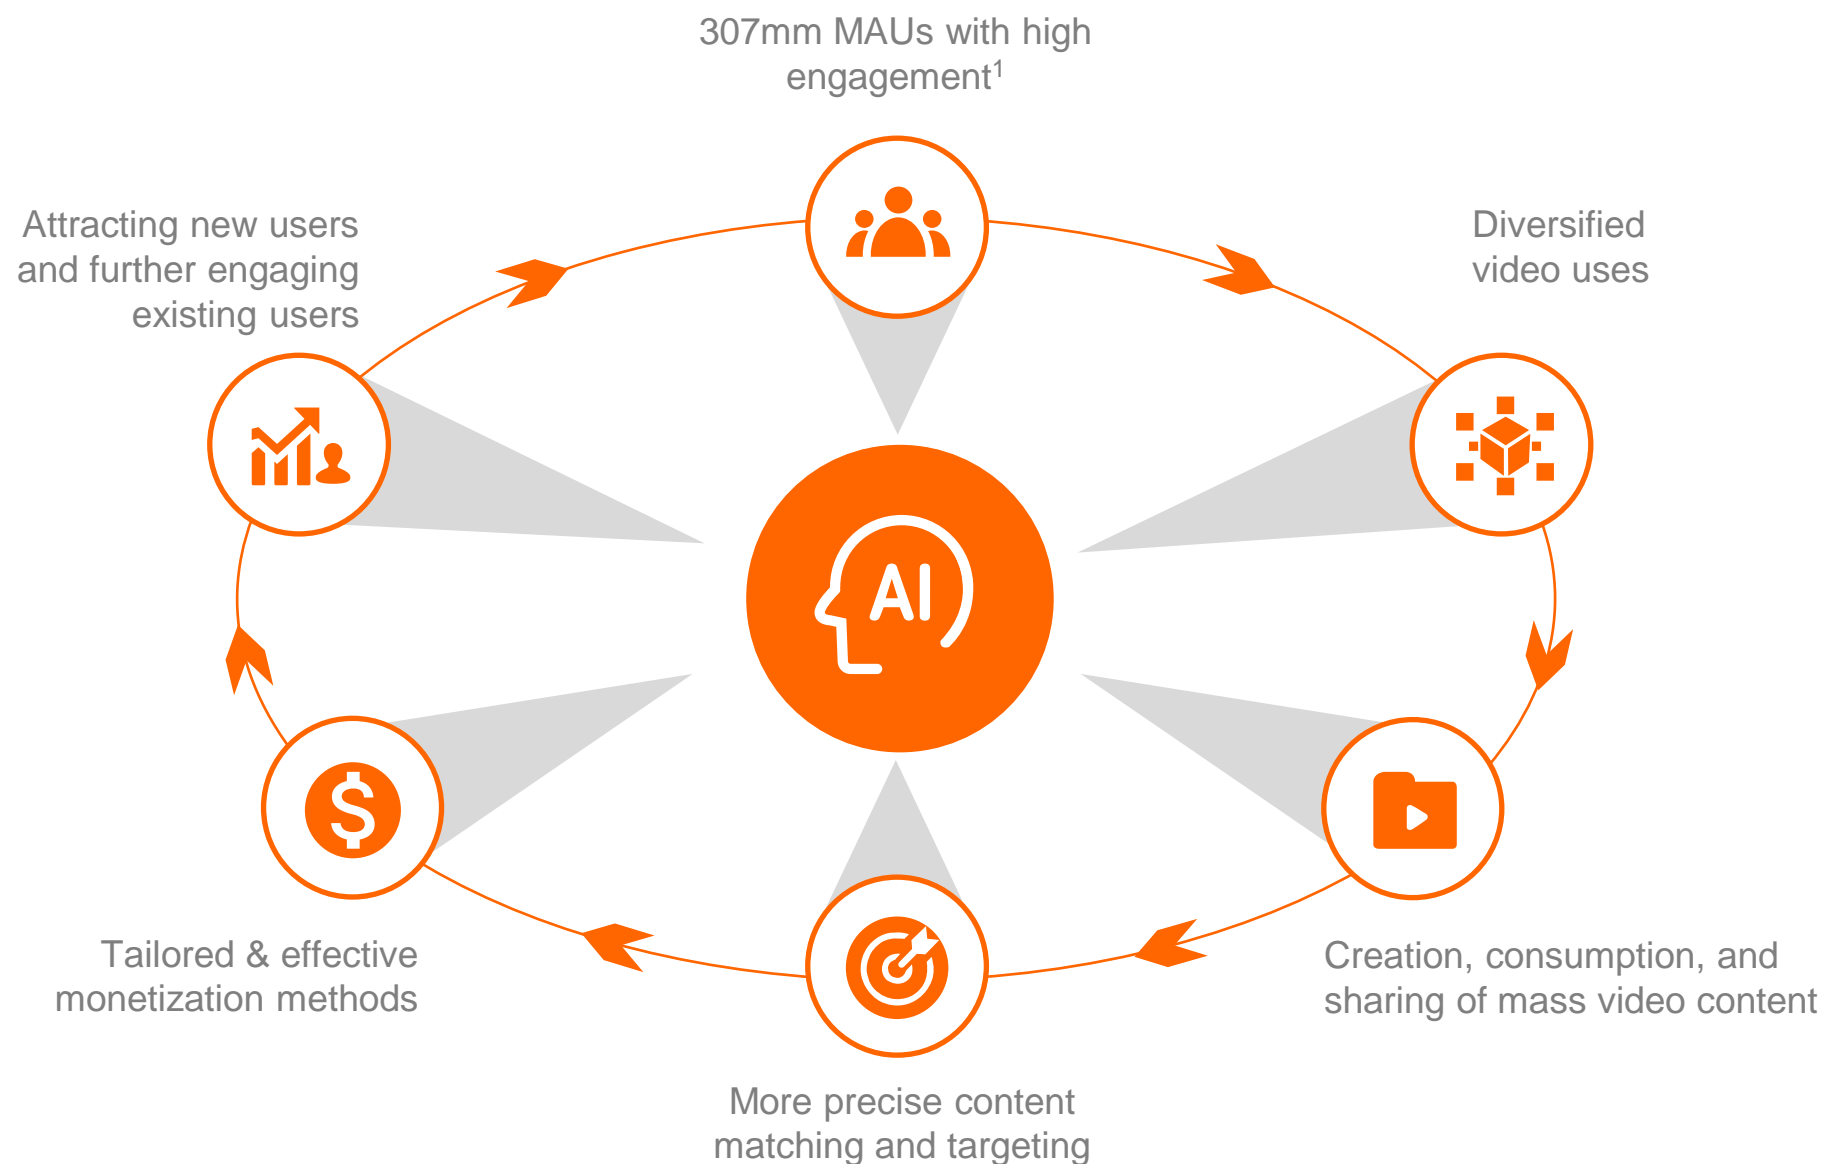 307mm MAUs with high
engagement1
Attracting new users
and further engaging
existing users
Diversified
video uses
AI
$
Tailored & effective
monetization methods
Creation, consumption, and
sharing of mass video content
More precise content
matching and targeting